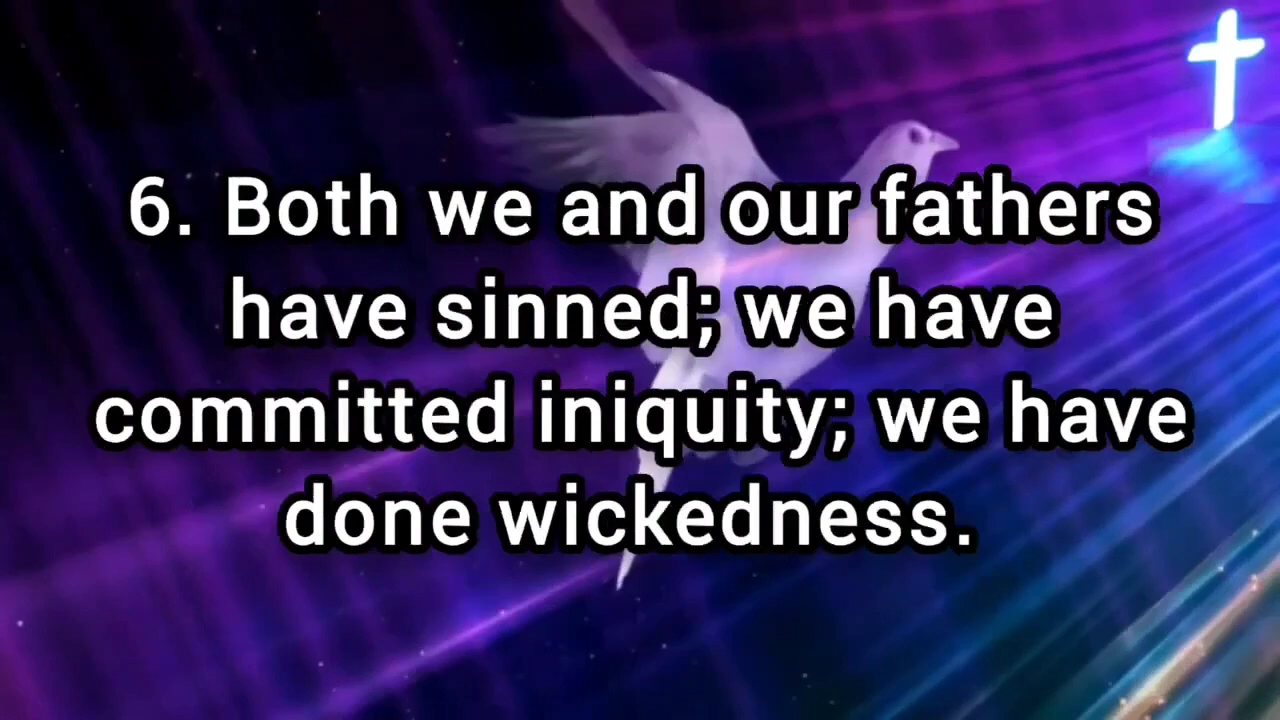 6. Both we and our fathers
have sinned; we have
committed iniquity; we have
done wickedness.